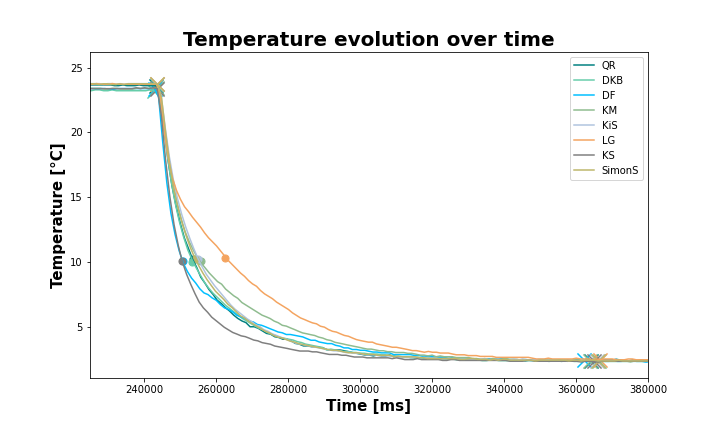 Temperature evolution over time
25
20
15
10
5
Temperature [°C]
240000 260000 280000 300000 320000 340000 360000 380000
Time [ms]
QR
DKB
DF
KM
KiS
LG
KS
SimonS